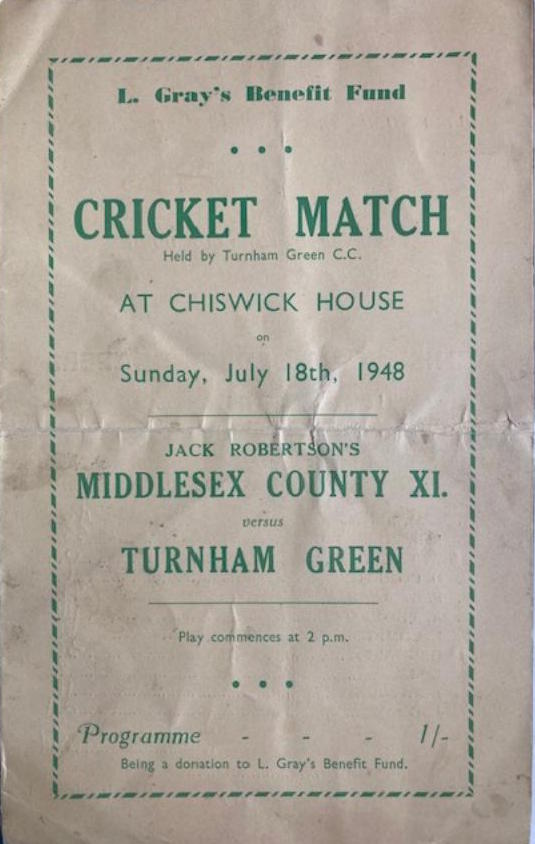 L. Gray's Benefit Fund
CRICKET MATCH
Held by Turnham Green C.C.
AT CHISWICK HOUSE
on
Sunday, July 18th, 1948
JACK ROBERTSON'S
MIDDLESEX COUNTY XI.
versus
TURNHAM GREEN
Play commences at 2 p.m.
Programme - - - 1/-
Being a donation to L. Gray's Benefit Fund.